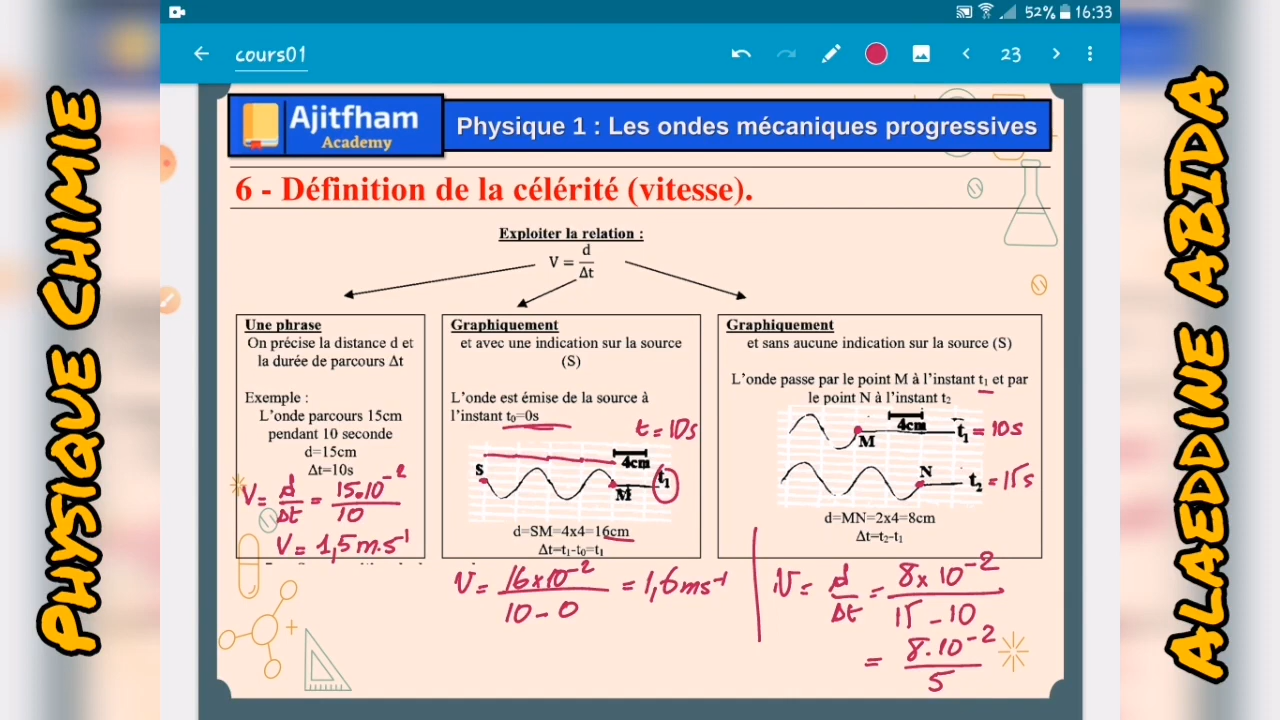 52% 16:33
cours01
23
PHYSIQUE CHIMIE
ALAEDDINE ABIDA
Ajitfham
Academy
Physique 1 : Les ondes mécaniques progressives
6 - Définition de la célérité (vitesse).
Exploiter la relation :
V = d/Δt
Une phrase
On précise la distance d et
la durée de parcours Δt
Exemple :
L'onde parcours 15cm
pendant 10 seconde
d=15cm
Δt=10s
V = d/Δt = 15.10⁻²/10
V = 1,5 m.s⁻¹
Graphiquement
et avec une indication sur la source
(S)
L'onde est émise de la source à
l'instant t₀=0s
t = 10s
S
4cm
M
t₁
d=SM=4x4=16cm
Δt=t₁-t₀=t₁
V = 16×10⁻²/10 - 0 = 1,6 ms⁻¹
Graphiquement
et sans aucune indication sur la source (S)
L'onde passe par le point M à l'instant t₁ et par
le point N à l'instant t₂
4cm
M
t₁ = 10s
N
t₂ = 15s
d=MN=2x4=8cm
Δt=t₂-t₁
V = d/Δt = 8×10⁻²/15 - 10
= 8.10⁻²/5